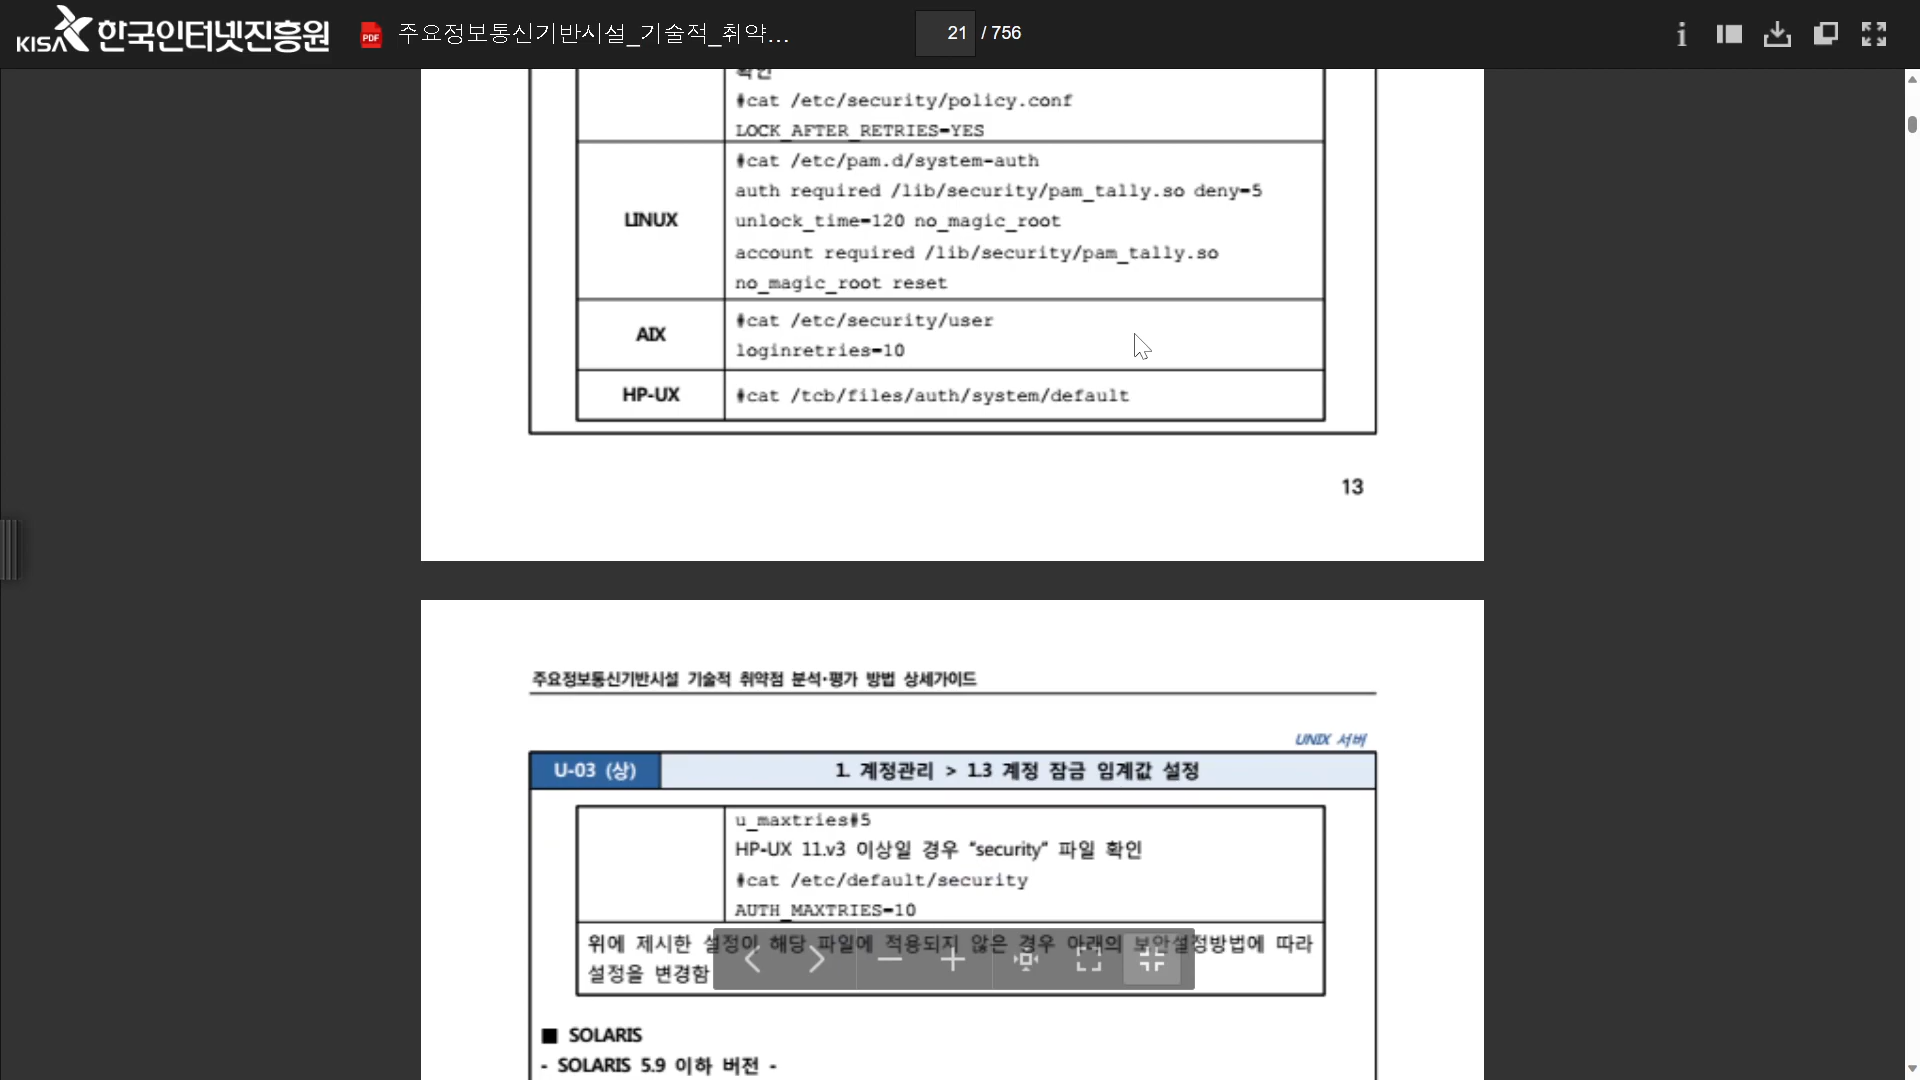 KISA 한국인터넷진흥원
PDF 주요정보통신기반시설_기술적_취약...
21 / 756
확인
#cat /etc/security/policy.conf
LOCK_AFTER_RETRIES=YES
LINUX
#cat /etc/pam.d/system-auth
auth required /lib/security/pam_tally.so deny=5
unlock_time=120 no_magic_root
account required /lib/security/pam_tally.so
no_magic_root reset
AIX
#cat /etc/security/user
loginretries=10
HP-UX
#cat /tcb/files/auth/system/default
13
주요정보통신기반시설 기술적 취약점 분석·평가 방법 상세가이드
UNIX 서버
U-03 (상)
1. 계정관리 > 1.3 계정 잠금 임계값 설정
u_maxtries#5
HP-UX 11.v3 이상일 경우 “security” 파일 확인
#cat /etc/default/security
AUTH_MAXTRIES=10
위에 제시한 설정이 해당 파일에 적용되지 않은 경우 아래의 보안설정방법에 따라
설정을 변경함
■ SOLARIS
- SOLARIS 5.9 이하 버전 -